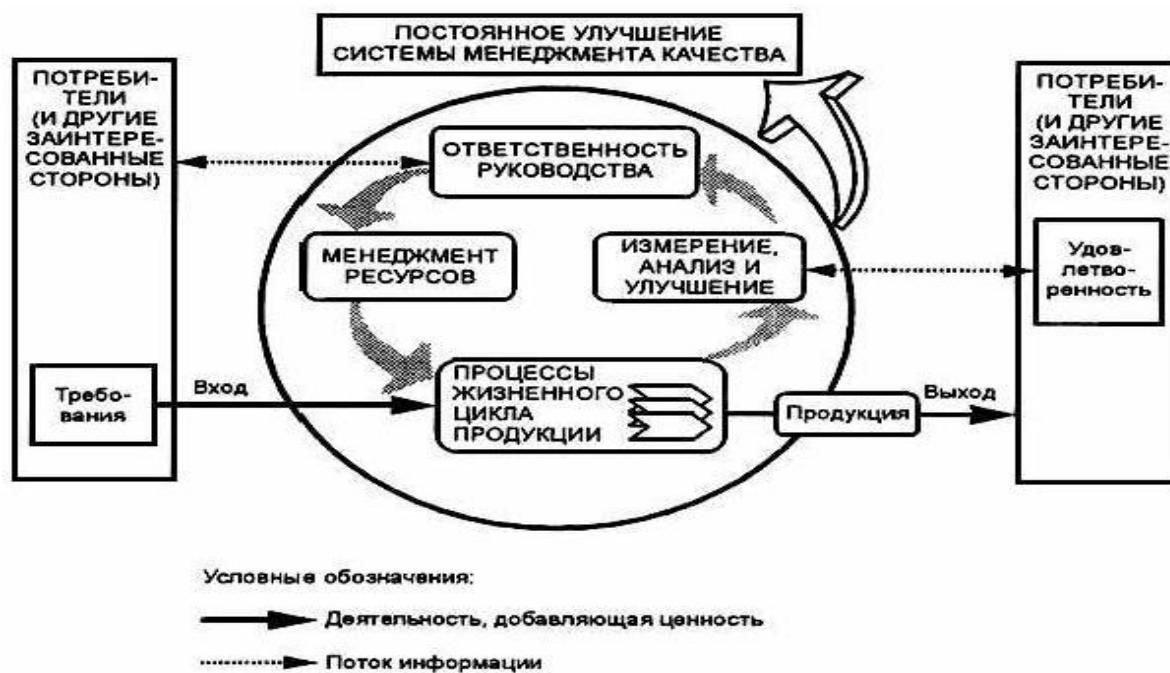 ПОСТОЯННОЕ УЛУЧШЕНИЕ
СИСТЕМЫ МЕНЕДЖМЕНТА КАЧЕСТВА
ПОТРЕБИ-
ТЕЛИ
(И ДРУГИЕ
ЗАИНТЕРЕ-
СОВАННЫЕ
СТОРОНЫ)
Требо-
вания
Вход
ОТВЕТСТВЕННОСТЬ
РУКОВОДСТВА
МЕНЕДЖМЕНТ
РЕСУРСОВ
ИЗМЕРЕНИЕ,
АНАЛИЗ И
УЛУЧШЕНИЕ
ПРОЦЕССЫ
ЖИЗНЕННОГО
ЦИКЛА
ПРОДУКЦИИ
Продукция
Выход
ПОТРЕБИ-
ТЕЛИ
(И ДРУГИЕ
ЗАИНТЕРЕ-
СОВАННЫЕ
СТОРОНЫ)
Удов-
летво-
ренность
Условные обозначения:
Деятельность, добавляющая ценность
Поток информации